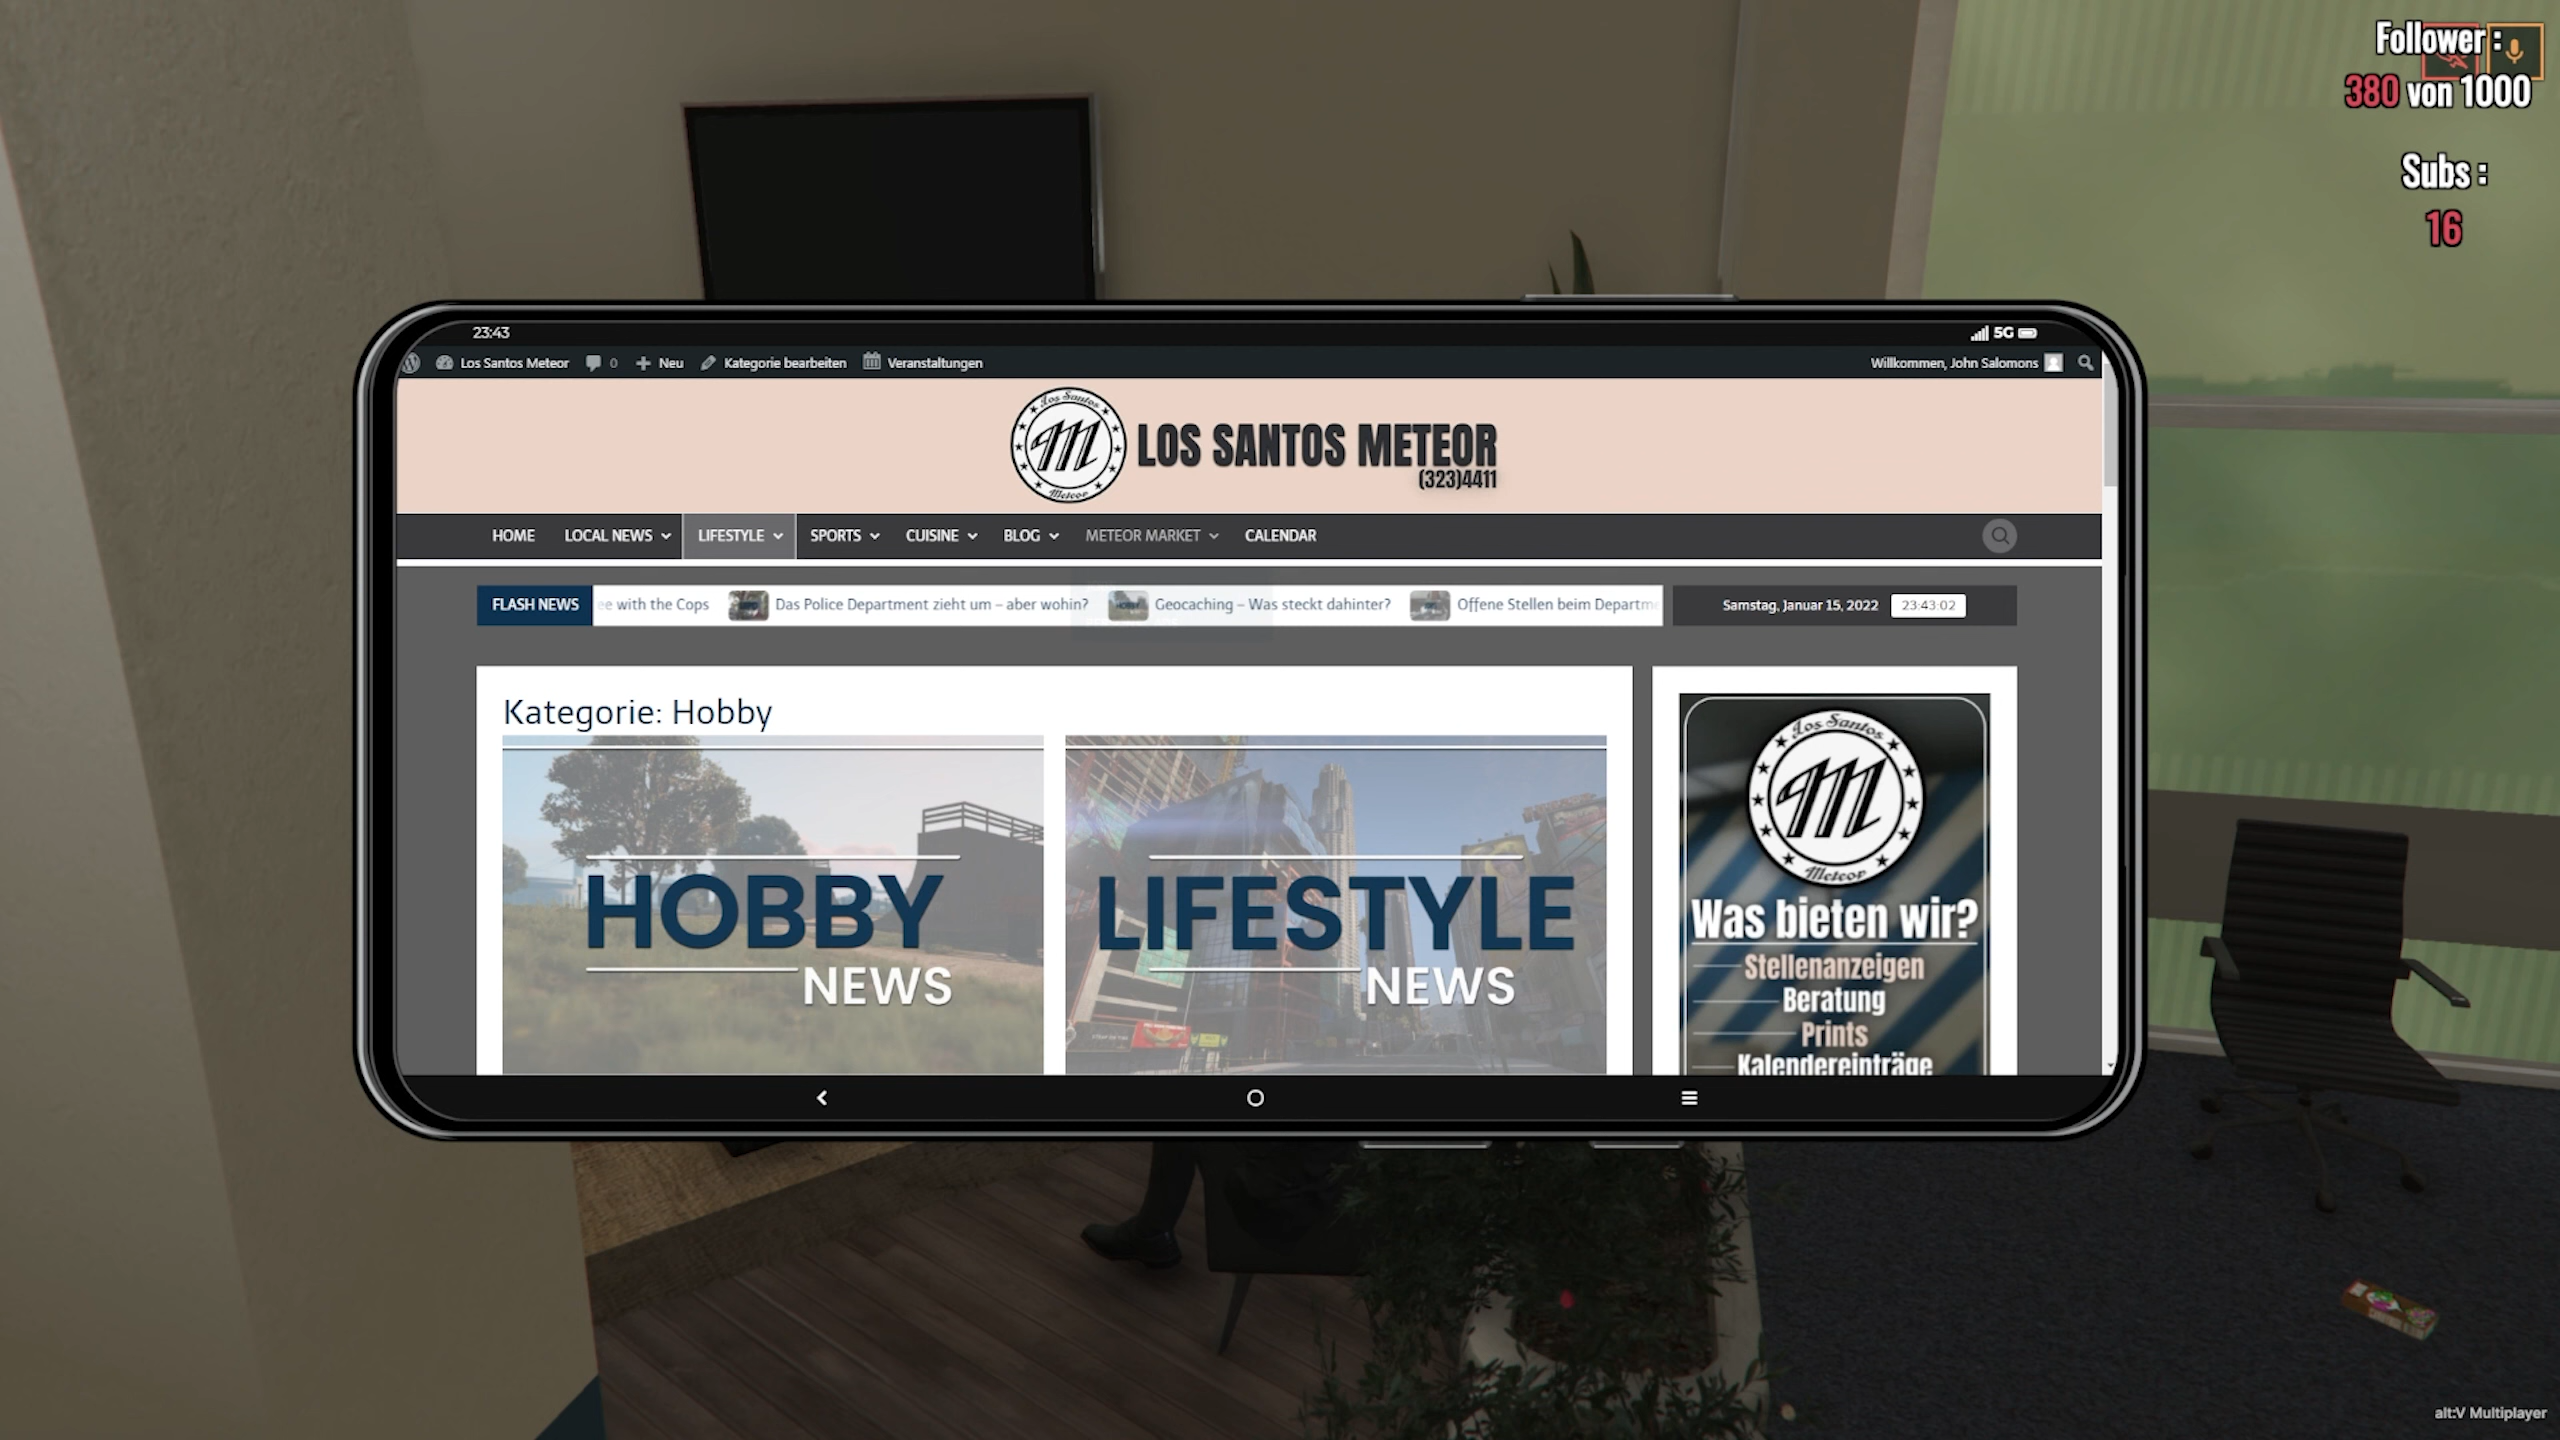 Follower :
380 von 1000
Subs :
16
23:43
5G
Los Santos Meteor
0
Neu
Kategorie bearbeiten
Veranstaltungen
Willkommen, John Salomons
Los Santos
M
Meteor
LOS SANTOS METEOR
(323)4411
HOME
LOCAL NEWS
LIFESTYLE
SPORTS
CUISINE
BLOG
METEOR MARKET
CALENDAR
FLASH NEWS
ee with the Cops
Das Police Department zieht um – aber wohin?
Geocaching – Was steckt dahinter?
Offene Stellen beim Departm
Samstag, Januar 15, 2022
23:43:02
Kategorie: Hobby
HOBBY
NEWS
LIFESTYLE
NEWS
Los Santos
M
Meteor
Was bieten wir?
Stellenanzeigen
Beratung
Prints
Kalendereinträge
alt:V Multiplayer